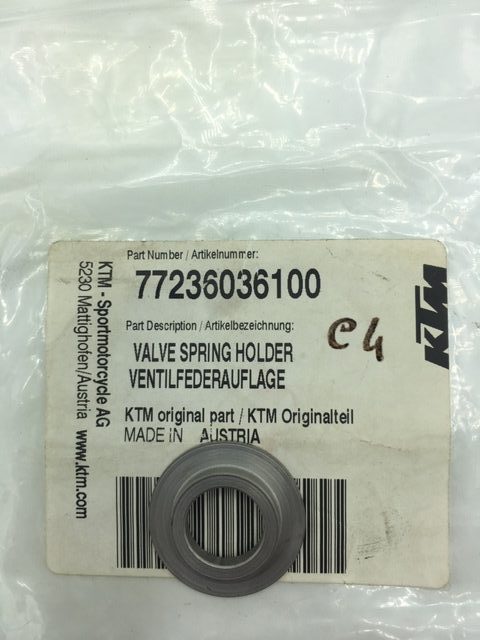 Part Number / Artikelnummer:
77236036100
Part Description / Artikelbezeichnung:
VALVE SPRING HOLDER
VENTILFEDERAUFLAGE
C4
KTM original part / KTM Originalteil
MADE IN AUSTRIA
KTM
KTM - Sportmotorcycle AG
5230 Mattighofen/Austria
www.ktm.com